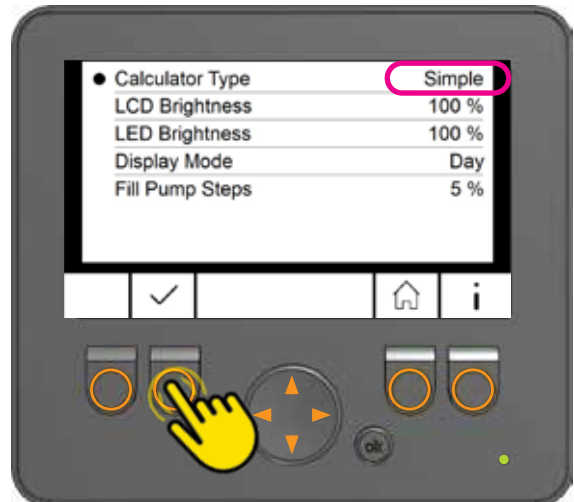 Calculator Type Simple
LCD Brightness 100 %
LED Brightness 100 %
Display Mode Day
Fill Pump Steps 5 %
i
ok